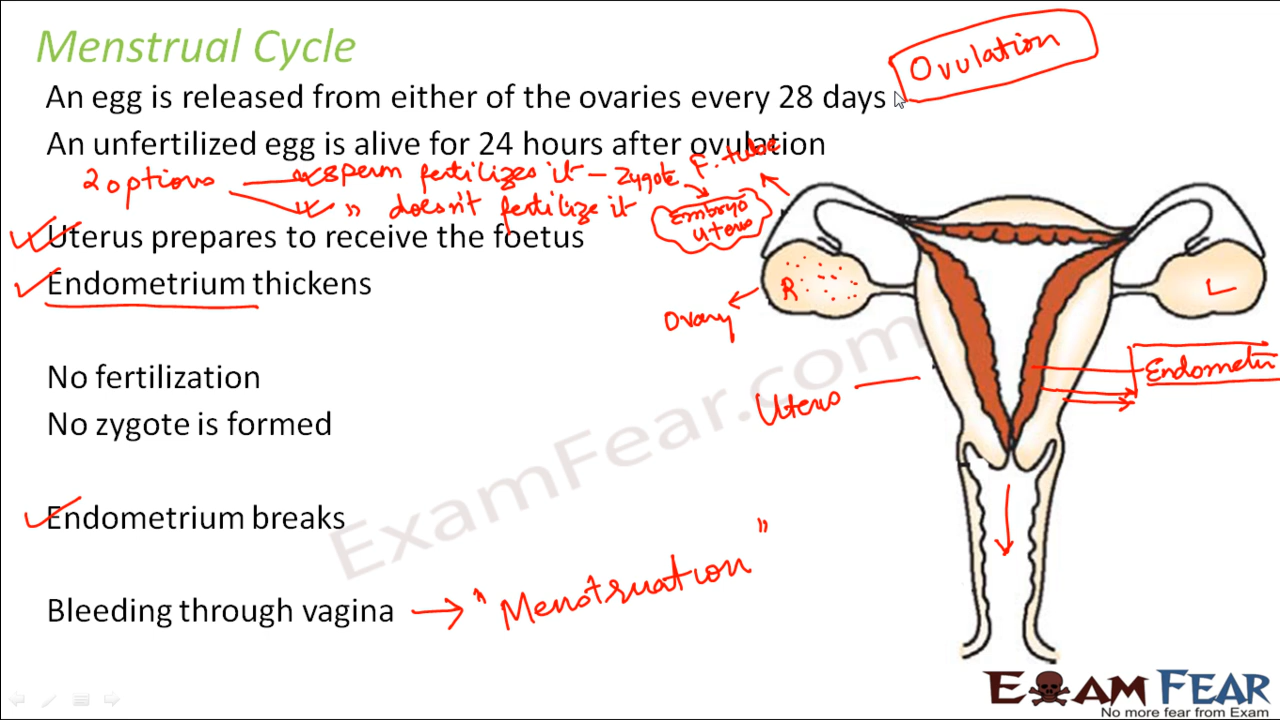 Menstrual Cycle
Ovulation
An egg is released from either of the ovaries every 28 days
An unfertilized egg is alive for 24 hours after ovulation
2 options sperm fertilizes it – Zygote F. tube
" doesn't fertilize it Embryo
Uterus
Uterus prepares to receive the foetus
Endometrium thickens
R L
Ovary
No fertilization
Endometri
No zygote is formed
Uterus
Endometrium breaks
Bleeding through vagina → "Menstruation"
ExamFear.com
EXAM FEAR
No more fear from Exam